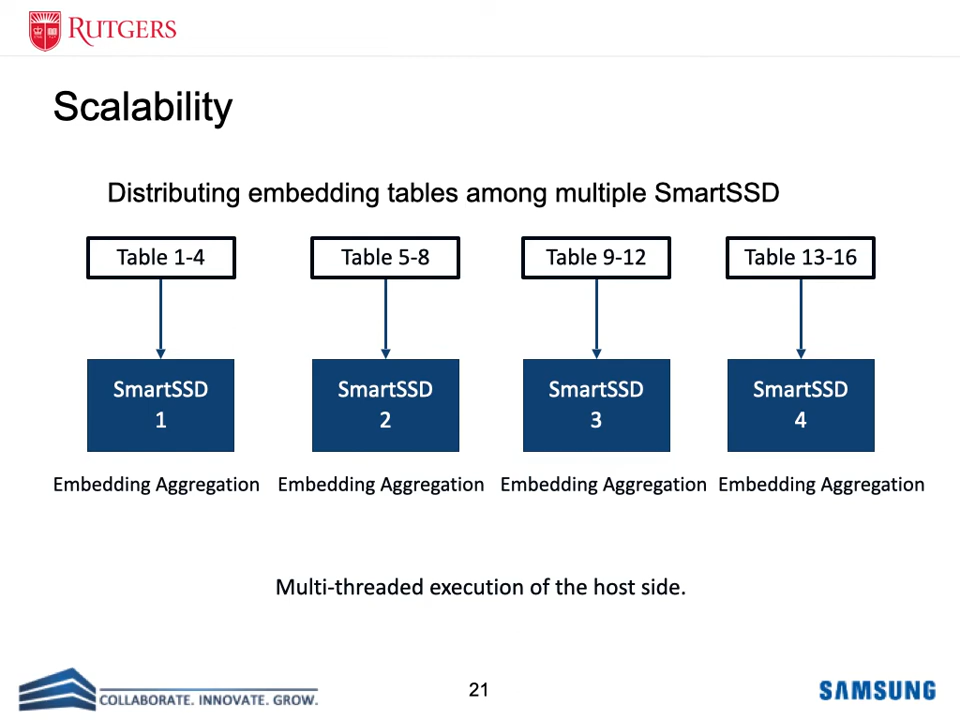 RUTGERS
Scalability
Distributing embedding tables among multiple SmartSSD
Table 1-4
Table 5-8
Table 9-12
Table 13-16
SmartSSD
1
SmartSSD
2
SmartSSD
3
SmartSSD
4
Embedding Aggregation
Embedding Aggregation
Embedding Aggregation
Embedding Aggregation
Multi-threaded execution of the host side.
COLLABORATE. INNOVATE. GROW.
21
SAMSUNG